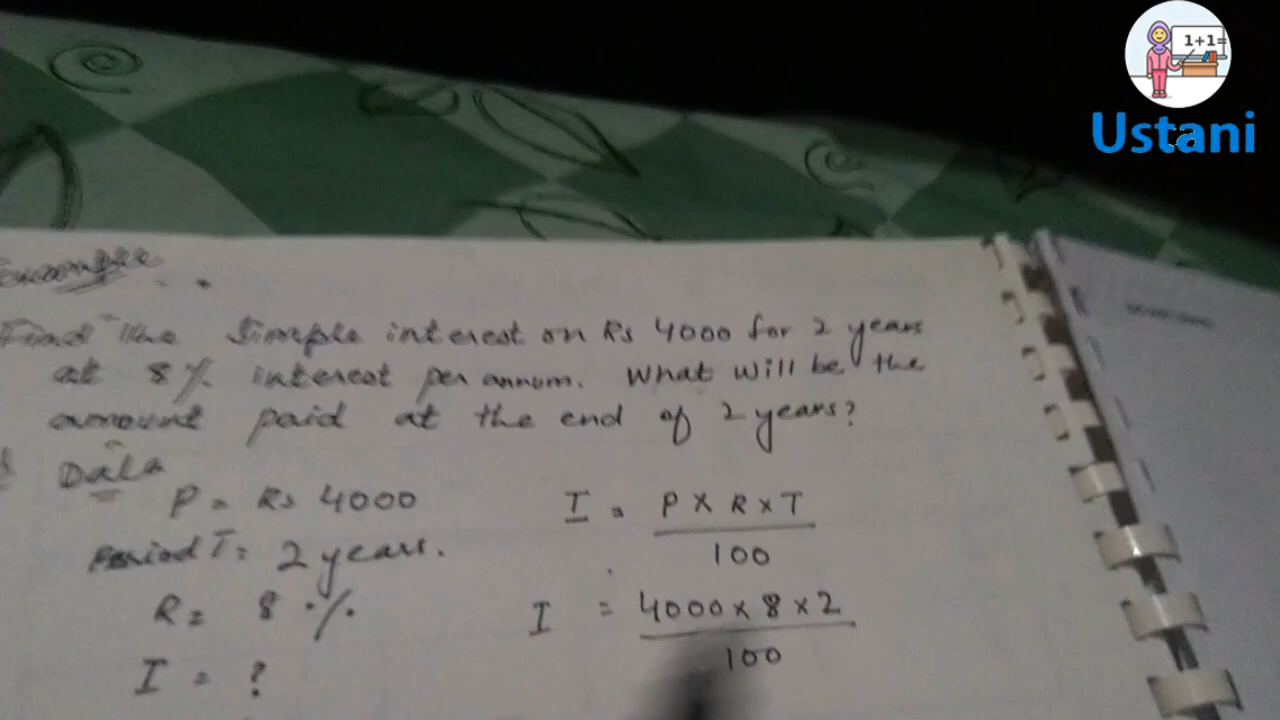 1+1=
Ustani
Example
Find the Simple interest on Rs 4000 for 2 years
at 8% interest per annum. What will be the
amount paid at the end of 2 years?
Data
P = Rs 4000
Period T = 2 years.
R = 8 %
I = ?
I = P X R X T
100
I = 4000 x 8 x 2
100